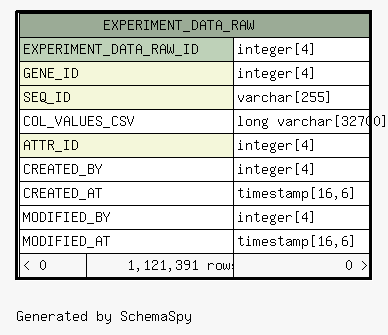 EXPERIMENT_DATA_RAW
EXPERIMENT_DATA_RAW_ID integer[4]
GENE_ID integer[4]
SEQ_ID varchar[255]
COL_VALUES_CSV long varchar[32700]
ATTR_ID integer[4]
CREATED_BY integer[4]
CREATED_AT timestamp[16,6]
MODIFIED_BY integer[4]
MODIFIED_AT timestamp[16,6]
< 0 1,121,391 rows 0 >
Generated by SchemaSpy